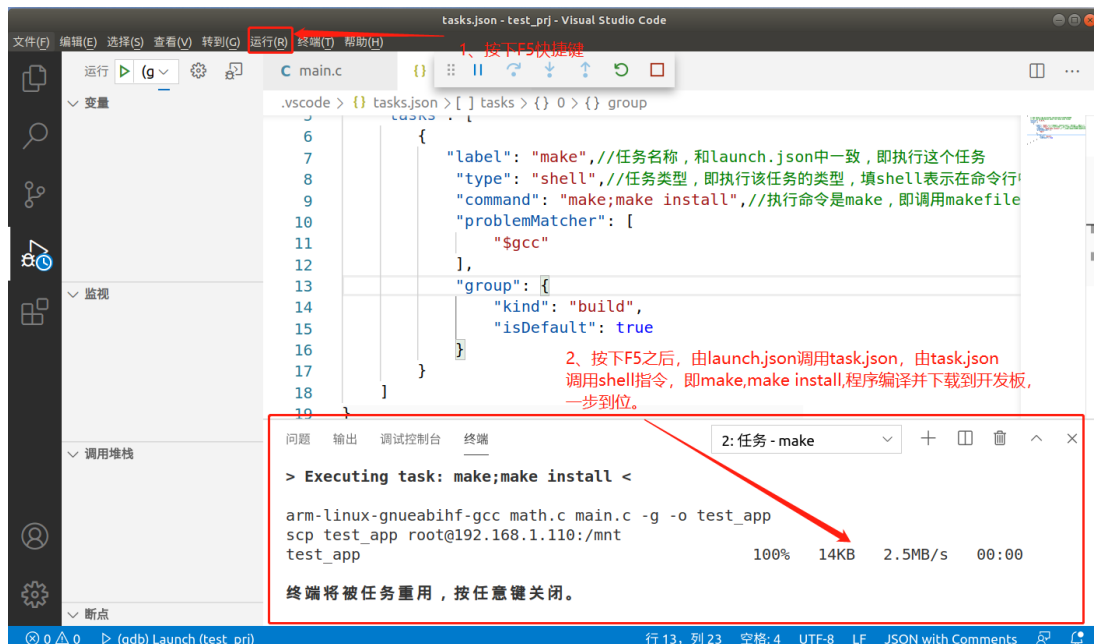 tasks.json - test_prj - Visual Studio Code
文件(F) 编辑(E) 选择(S) 查看(V) 转到(G) 运行(R) 终端(T) 帮助(H)
1、按下F5快捷键
运行 (g
main.c
变量
.vscode > {} tasks.json > [ ] tasks > {} 0 > {} group
5 "tasks": [
6 {
7 "label": "make",//任务名称，和launch.json中一致，即执行这个任务
8 "type": "shell",//任务类型，即执行该任务的类型，填shell表示在命令行
9 "command": "make;make install",//执行命令是make，即调用makefile
10 "problemMatcher": [
11 "$gcc"
12 ],
13 "group": {
14 "kind": "build",
15 "isDefault": true
16 }
17 }
18 ]
19 }
监视
2、按下F5之后，由launch.json调用task.json，由task.json
调用shell指令，即make,make install,程序编译并下载到开发板，
一步到位。
问题 输出 调试控制台 终端 2: 任务 - make
调用堆栈
> Executing task: make;make install <
arm-linux-gnueabihf-gcc math.c main.c -g -o test_app
scp test_app root@192.168.1.110:/mnt
test_app 100% 14KB 2.5MB/s 00:00
终端将被任务重用，按任意键关闭。
断点
0 0 (gdb) Launch (test_prj) 行 13，列 23 空格: 4 UTF-8 LF JSON with Comments